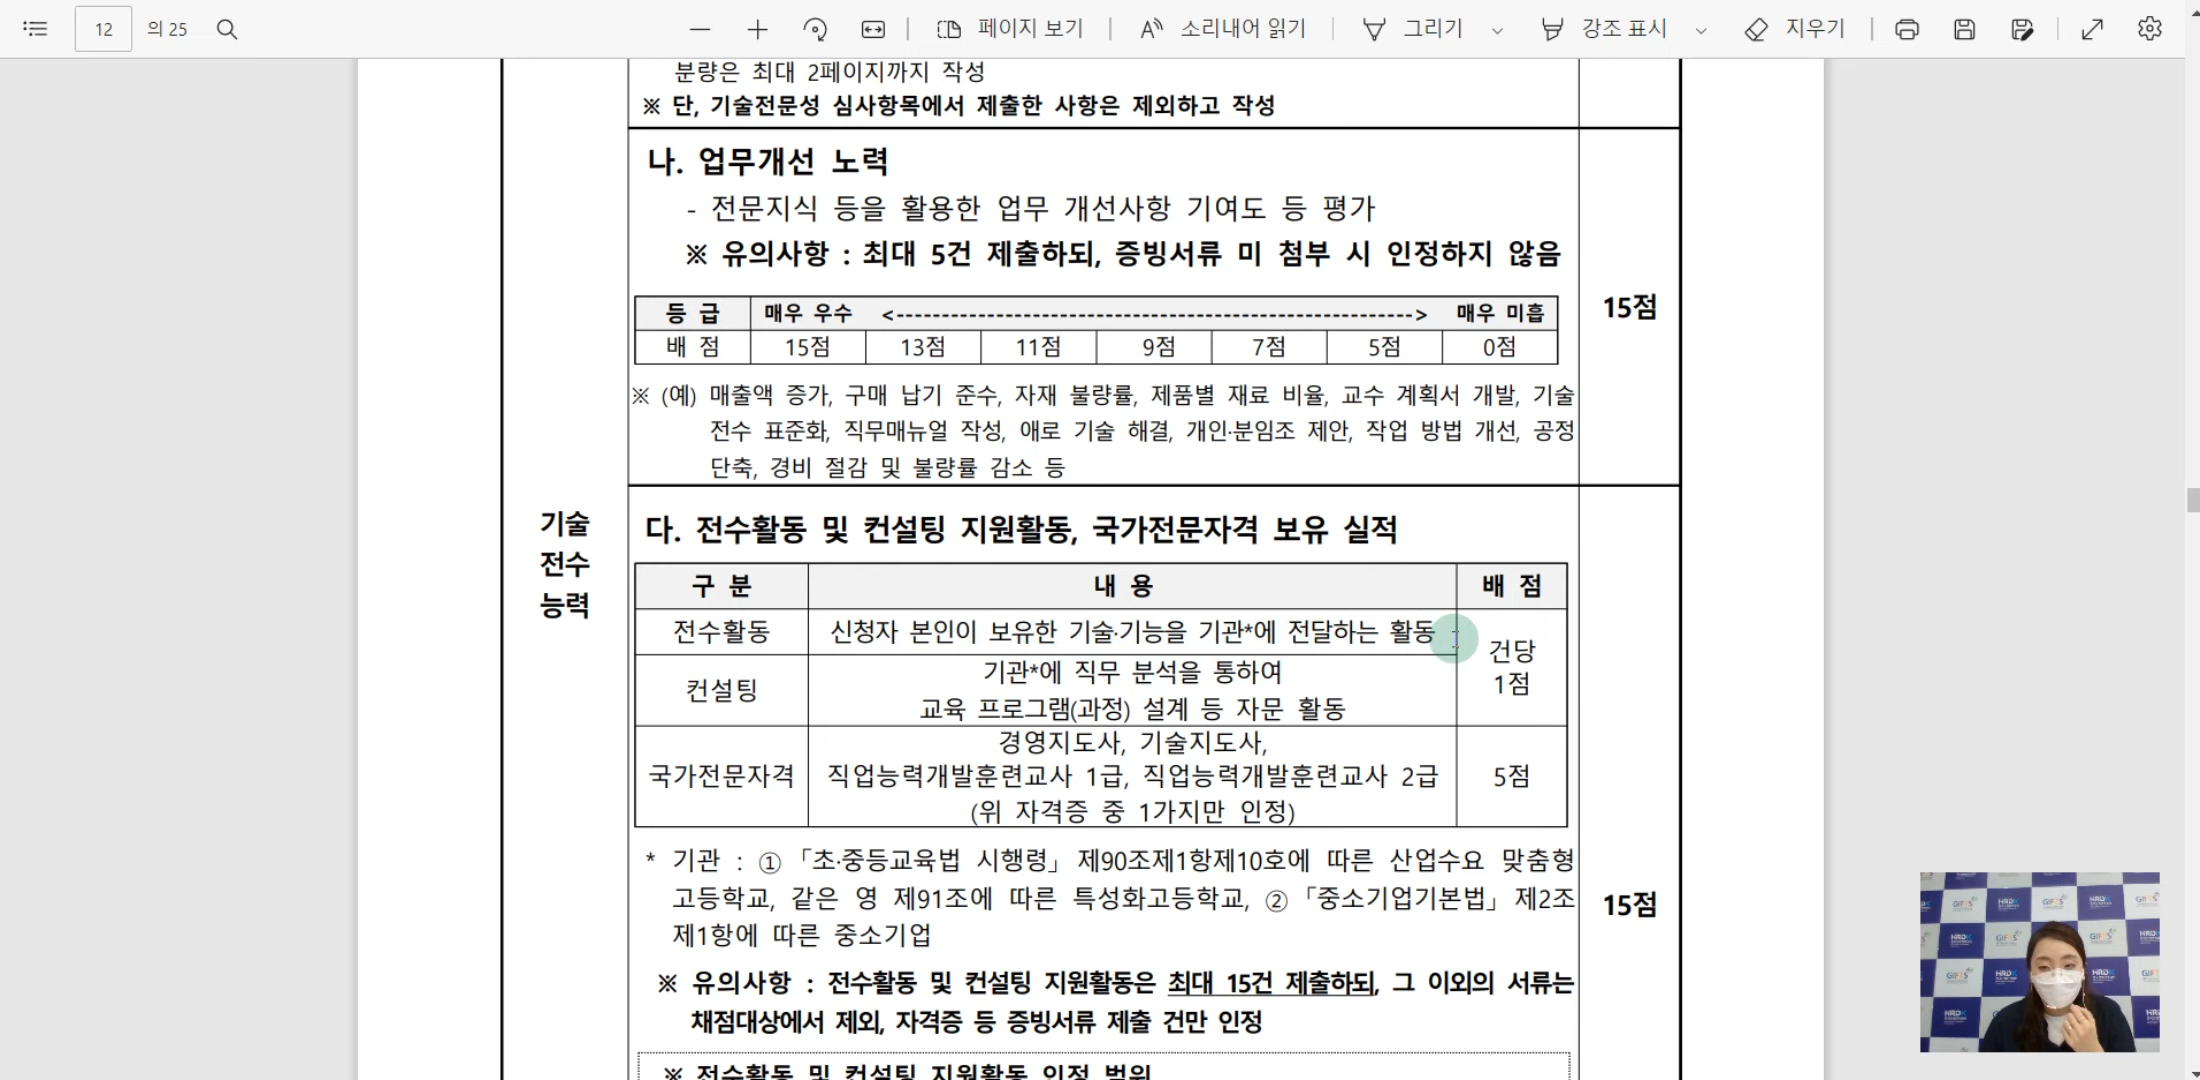 12 의 25 페이지 보기 소리내어 읽기 그리기 강조 표시 지우기
분량은 최대 2페이지까지 작성
※ 단, 기술전문성 심사항목에서 제출한 사항은 제외하고 작성
나. 업무개선 노력
- 전문지식 등을 활용한 업무 개선사항 기여도 등 평가
※ 유의사항 : 최대 5건 제출하되, 증빙서류 미 첨부 시 인정하지 않음
등 급 매우 우수 <---------------------------------------------------------> 매우 미흡
배 점 15점 13점 11점 9점 7점 5점 0점
15점
※ (예) 매출액 증가, 구매 납기 준수, 자재 불량률, 제품별 재료 비율, 교수 계획서 개발, 기술
전수 표준화, 직무매뉴얼 작성, 애로 기술 해결, 개인·분임조 제안, 작업 방법 개선, 공정
단축, 경비 절감 및 불량률 감소 등
기술
전수
능력
다. 전수활동 및 컨설팅 지원활동, 국가전문자격 보유 실적
구 분 내 용 배 점
전수활동 신청자 본인이 보유한 기술·기능을 기관*에 전달하는 활동
건당
1점
컨설팅
기관*에 직무 분석을 통하여
교육 프로그램(과정) 설계 등 자문 활동
국가전문자격
경영지도사, 기술지도사,
직업능력개발훈련교사 1급, 직업능력개발훈련교사 2급
(위 자격증 중 1가지만 인정)
5점
* 기관 : ① 「초·중등교육법 시행령」 제90조제1항제10호에 따른 산업수요 맞춤형
고등학교, 같은 영 제91조에 따른 특성화고등학교, ② 「중소기업기본법」 제2조
제1항에 따른 중소기업
15점
※ 유의사항 : 전수활동 및 컨설팅 지원활동은 최대 15건 제출하되, 그 이외의 서류는
채점대상에서 제외, 자격증 등 증빙서류 제출 건만 인정
※ 전수활동 및 컨설팅 지원활동 인정 범위